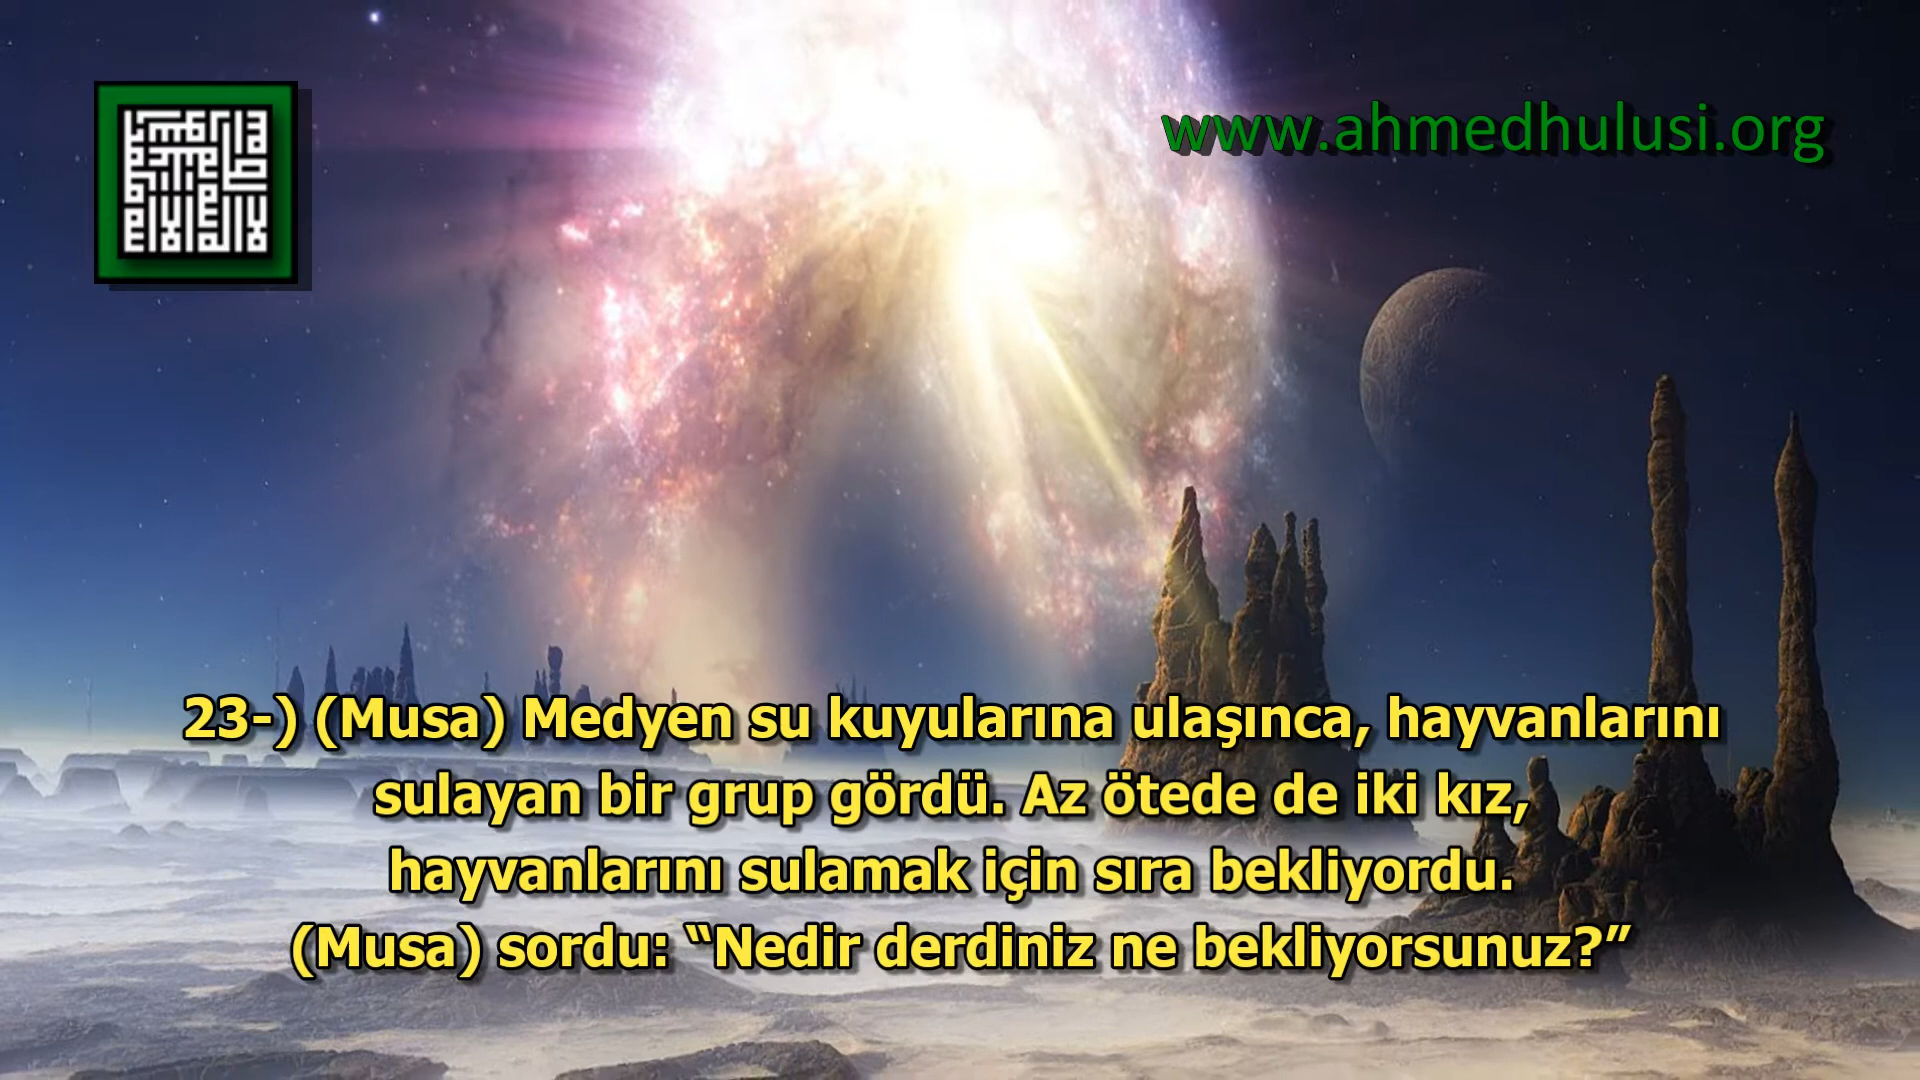 www.ahmedhulusi.org
23-) (Musa) Medyen su kuyularına ulaşınca, hayvanlarını
sulayan bir grup gördü. Az ötede de iki kız,
hayvanlarını sulamak için sıra bekliyordu.
(Musa) sordu: “Nedir derdiniz ne bekliyorsunuz?”